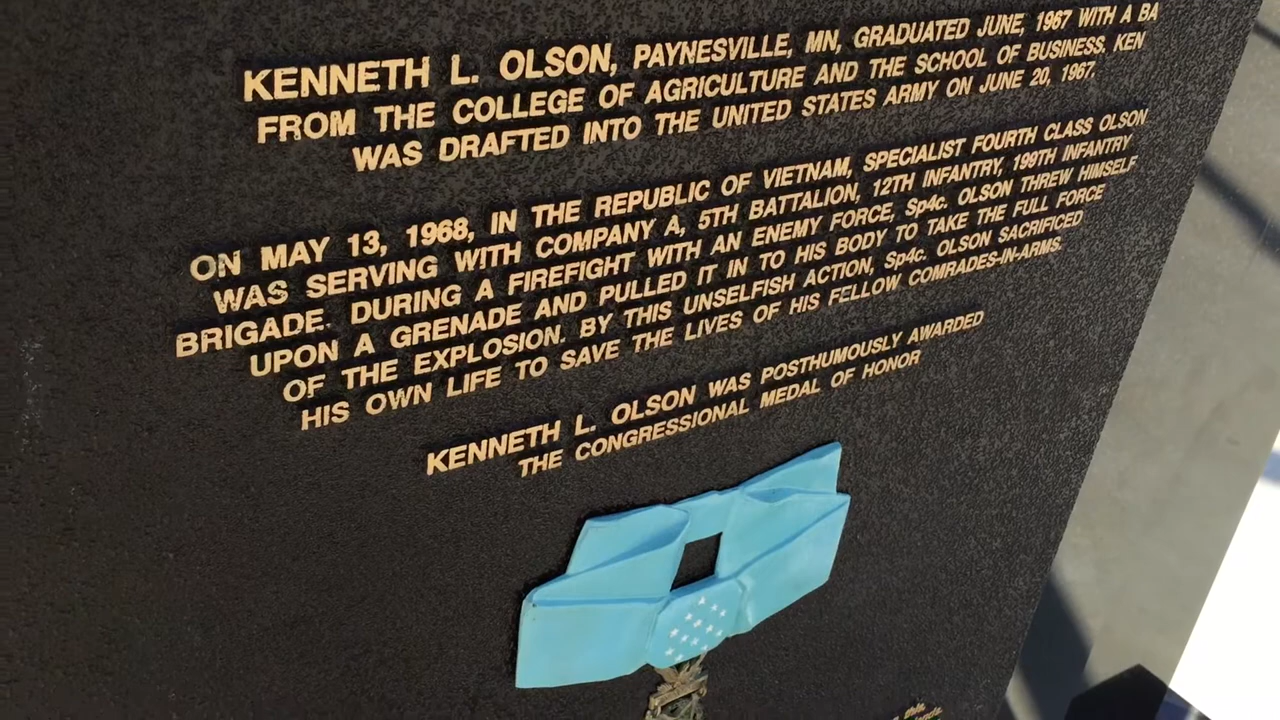 KENNETH L. OLSON, PAYNESVILLE, MN, GRADUATED JUNE, 1967 WITH A BA
FROM THE COLLEGE OF AGRICULTURE AND THE SCHOOL OF BUSINESS. KEN
WAS DRAFTED INTO THE UNITED STATES ARMY ON JUNE 20, 1967.
ON MAY 13, 1968, IN THE REPUBLIC OF VIETNAM, SPECIALIST FOURTH CLASS OLSON
WAS SERVING WITH COMPANY A, 5TH BATTALION, 12TH INFANTRY, 199TH INFANTRY
BRIGADE. DURING A FIREFIGHT WITH AN ENEMY FORCE, Sp4c. OLSON THREW HIMSELF
UPON A GRENADE AND PULLED IT IN TO HIS BODY TO TAKE THE FULL FORCE
OF THE EXPLOSION. BY THIS UNSELFISH ACTION, Sp4c. OLSON SACRIFICED
HIS OWN LIFE TO SAVE THE LIVES OF HIS FELLOW COMRADES-IN-ARMS.
KENNETH L. OLSON WAS POSTHUMOUSLY AWARDED
THE CONGRESSIONAL MEDAL OF HONOR